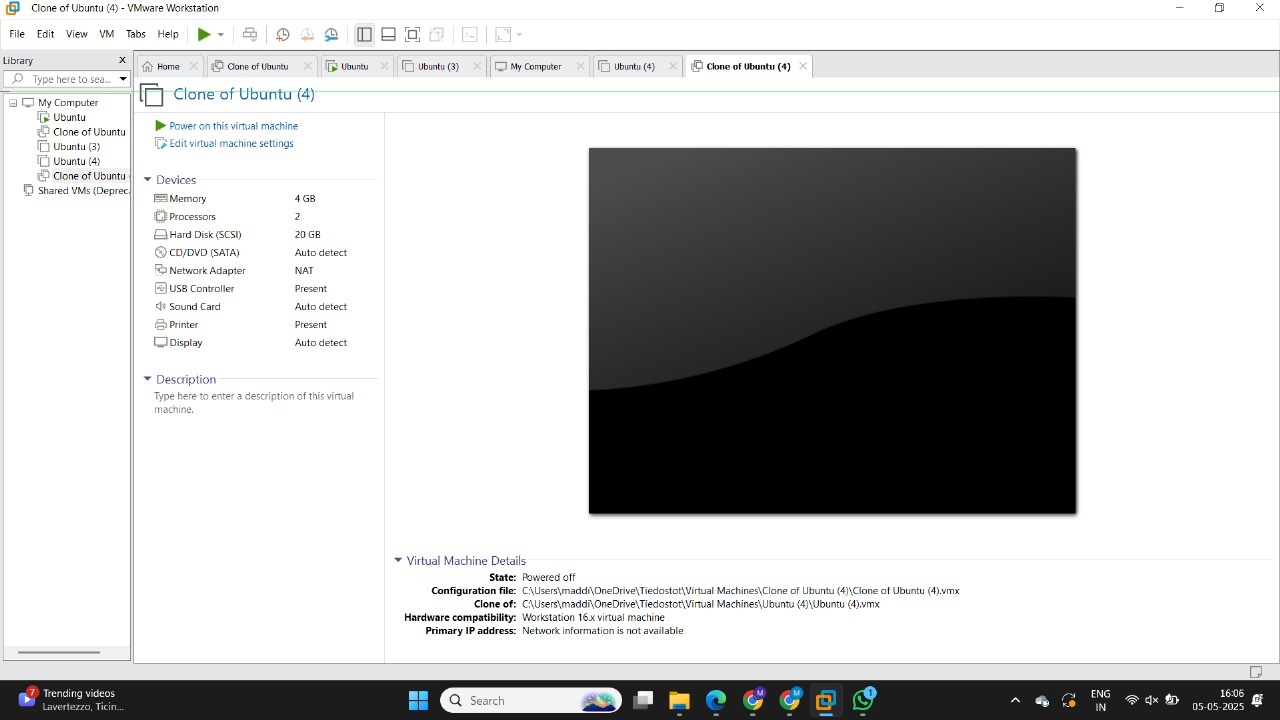 Clone of Ubuntu (4) - VMware Workstation
File Edit View VM Tabs Help
Library
Type here to sea...
Home
Clone of Ubuntu
Ubuntu
Ubuntu (3)
My Computer
Ubuntu (4)
Clone of Ubuntu (4)
My Computer
Ubuntu
Clone of Ubuntu
Ubuntu (3)
Ubuntu (4)
Clone of Ubuntu (
Shared VMs (Depreca
Clone of Ubuntu (4)
Power on this virtual machine
Edit virtual machine settings
Devices
Memory 4 GB
Processors 2
Hard Disk (SCSI) 20 GB
CD/DVD (SATA) Auto detect
Network Adapter NAT
USB Controller Present
Sound Card Auto detect
Printer Present
Display Auto detect
Description
Type here to enter a description of this virtual
machine.
Virtual Machine Details
State: Powered off
Configuration file: C:\Users\maddi\OneDrive\Tiedostot\Virtual Machines\Clone of Ubuntu (4)\Clone of Ubuntu (4).vmx
Clone of: C:\Users\maddi\OneDrive\Tiedostot\Virtual Machines\Ubuntu (4)\Ubuntu (4).vmx
Hardware compatibility: Workstation 16.x virtual machine
Primary IP address: Network information is not available
7
Trending videos
Lavertezzo, Ticin...
Search
M
M
1
ENG
IN
16:06
05-05-2025